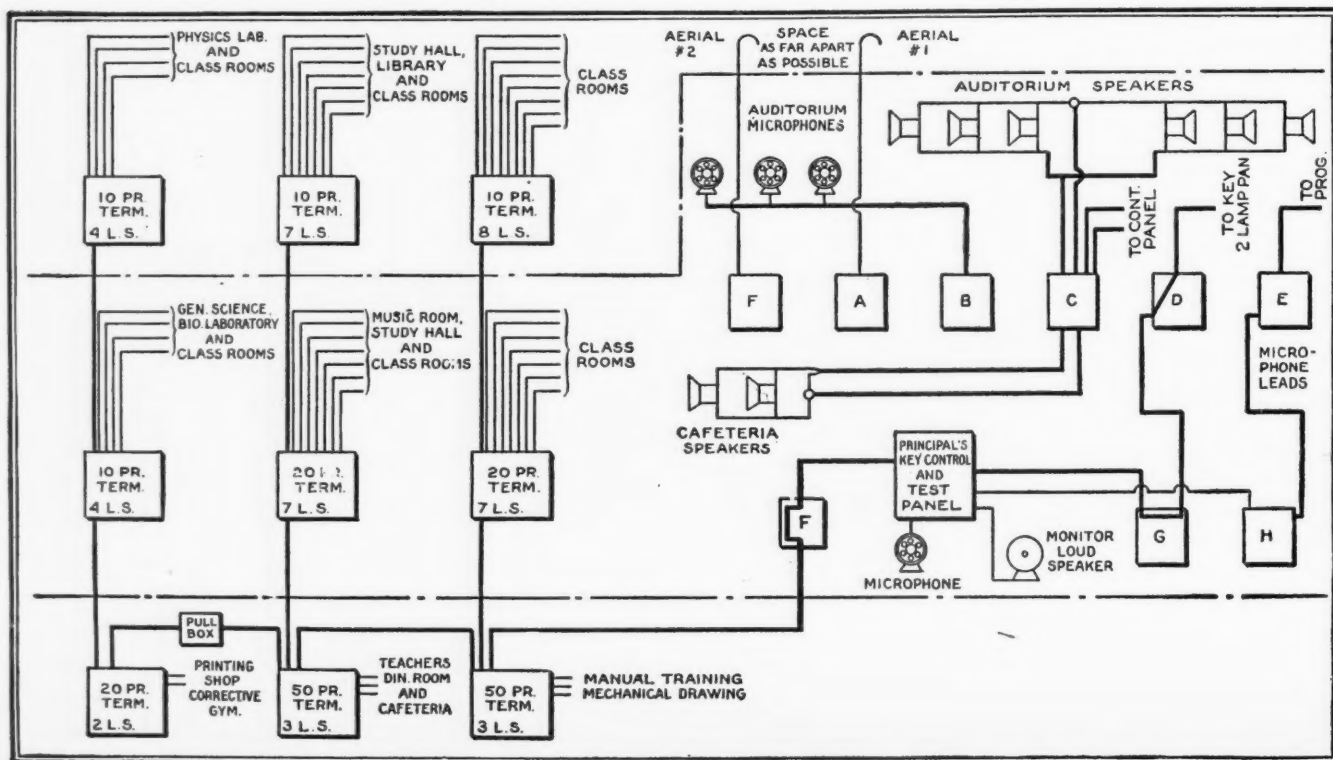 PHYSICS LAB.
AND
CLASS ROOMS
STUDY HALL,
LIBRARY
AND
CLASS ROOMS
CLASS
ROOMS
AERIAL
#2
SPACE
AS FAR APART
AS POSSIBLE
AERIAL
#1
AUDITORIUM SPEAKERS
AUDITORIUM
MICROPHONES
10 PR.
TERM.
4 L.S.
10 PR.
TERM.
7 L.S.
10 PR.
TERM.
8 L.S.
TO CONT.
PANEL
TO KEY
2 LAMP PAN
TO
PROG.
F
A
B
C
D
E
GEN. SCIENCE,
BIO. LABORATORY
AND
CLASS ROOMS
MUSIC ROOM,
STUDY HALL
AND
CLASS ROOMS
CLASS
ROOMS
MICRO-
PHONE
LEADS
CAFETERIA
SPEAKERS
10 PR.
TERM.
4 L.S.
20 PR.
TERM.
7 L.S.
20 PR.
TERM.
7 L.S.
PRINCIPAL'S
KEY CONTROL
AND
TEST
PANEL
F
G
H
MICROPHONE
MONITOR
LOUD
SPEAKER
PULL
BOX
20 PR.
TERM.
2 L.S.
PRINTING
SHOP
CORRECTIVE
GYM.
50 PR.
TERM.
3 L.S.
TEACHERS
DIN. ROOM
AND
CAFETERIA
50 PR.
TERM.
3 L.S.
MANUAL TRAINING
MECHANICAL DRAWING